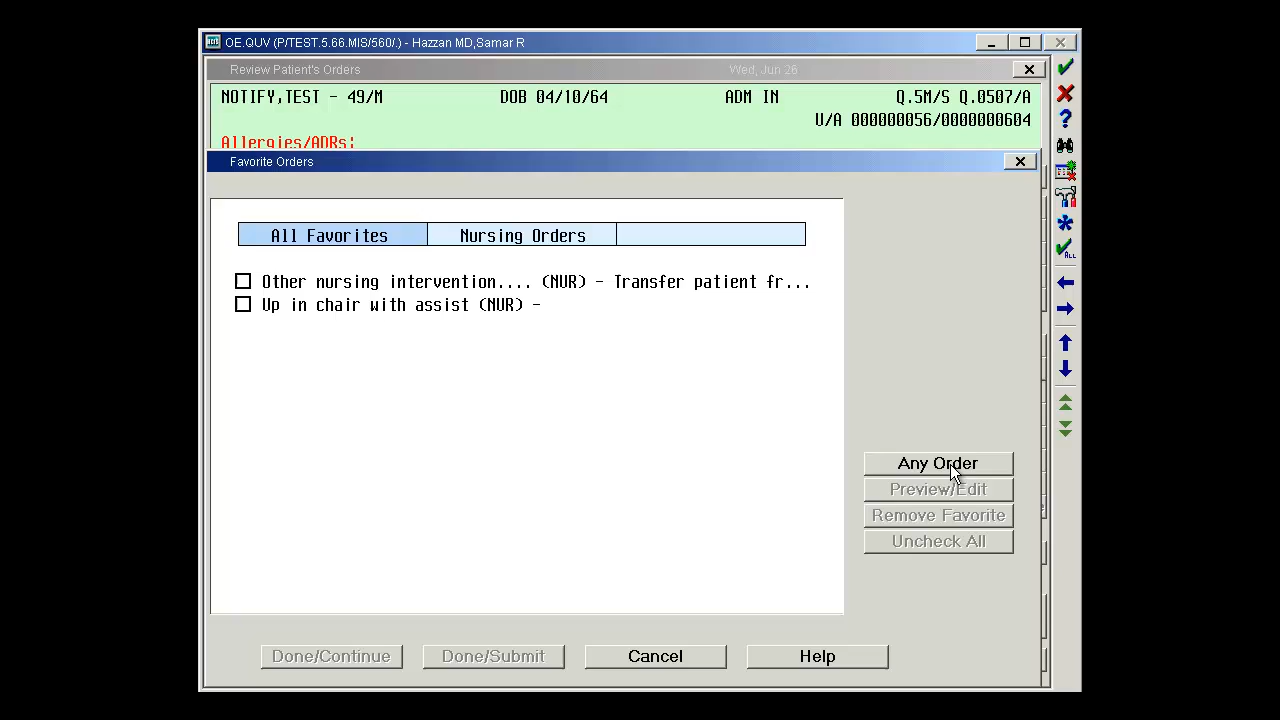 OE.QUV (P/TEST.5.66.MIS/560/.) - Hazzan MD,Samar R
Review Patient's Orders Wed, Jun 26
NOTIFY,TEST - 49/M DOB 04/10/64 ADM IN Q.5M/S Q.0507/A
U/A 000000056/0000000604
Allergies/ADRs:
Favorite Orders
All Favorites Nursing Orders
Other nursing intervention.... (NUR) - Transfer patient fr...
Up in chair with assist (NUR) -
Any Order
Preview/Edit
Remove Favorite
Uncheck All
Done/Continue Done/Submit Cancel Help
ALL